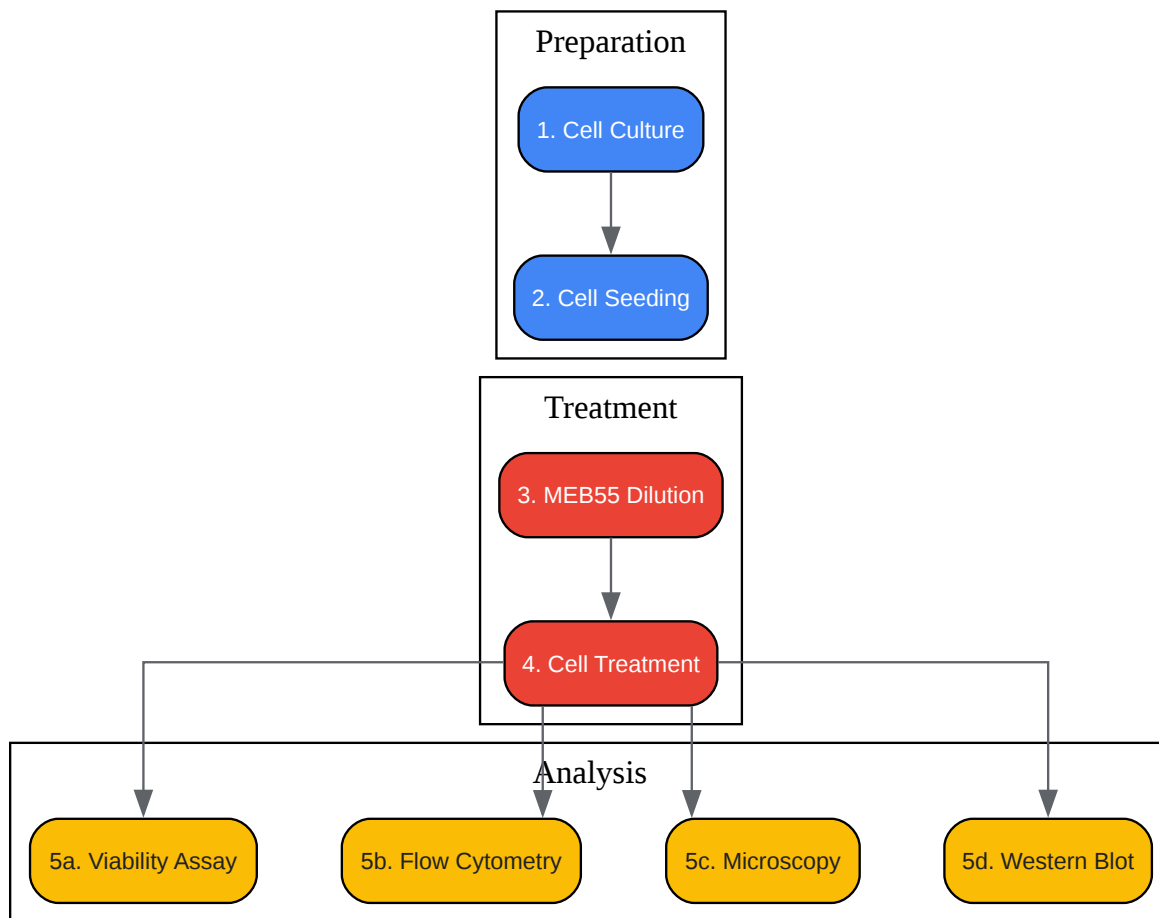 Preparation
1. Cell Culture
2. Cell Seeding
Treatment
3. MEB55 Dilution
4. Cell Treatment
Analysis
5a. Viability Assay
5b. Flow Cytometry
5c. Microscopy
5d. Western Blot